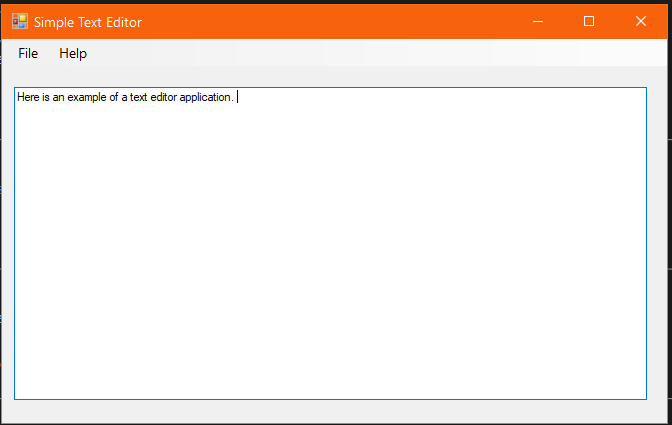 Simple Text Editor
File Help
Here is an example of a text editor application.